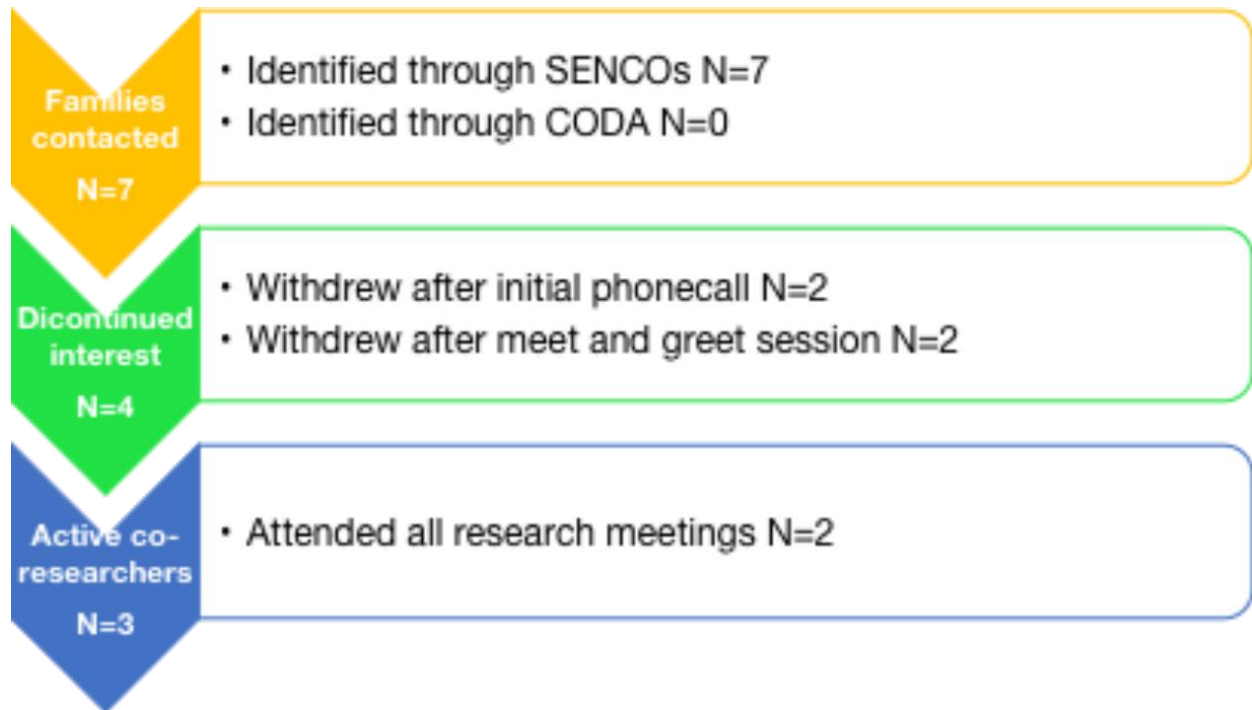 Families
contacted
N=7
• Identified through SENCOs N=7
• Identified through CODA N=0
Dicontinued
interest
N=4
• Withdrew after initial phonecall N=2
• Withdrew after meet and greet session N=2
Active co-
researchers
N=3
• Attended all research meetings N=2